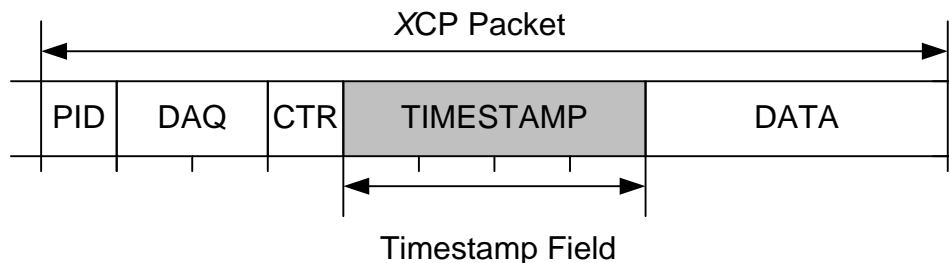 XCP Packet
PID DAQ CTR TIMESTAMP DATA
Timestamp Field